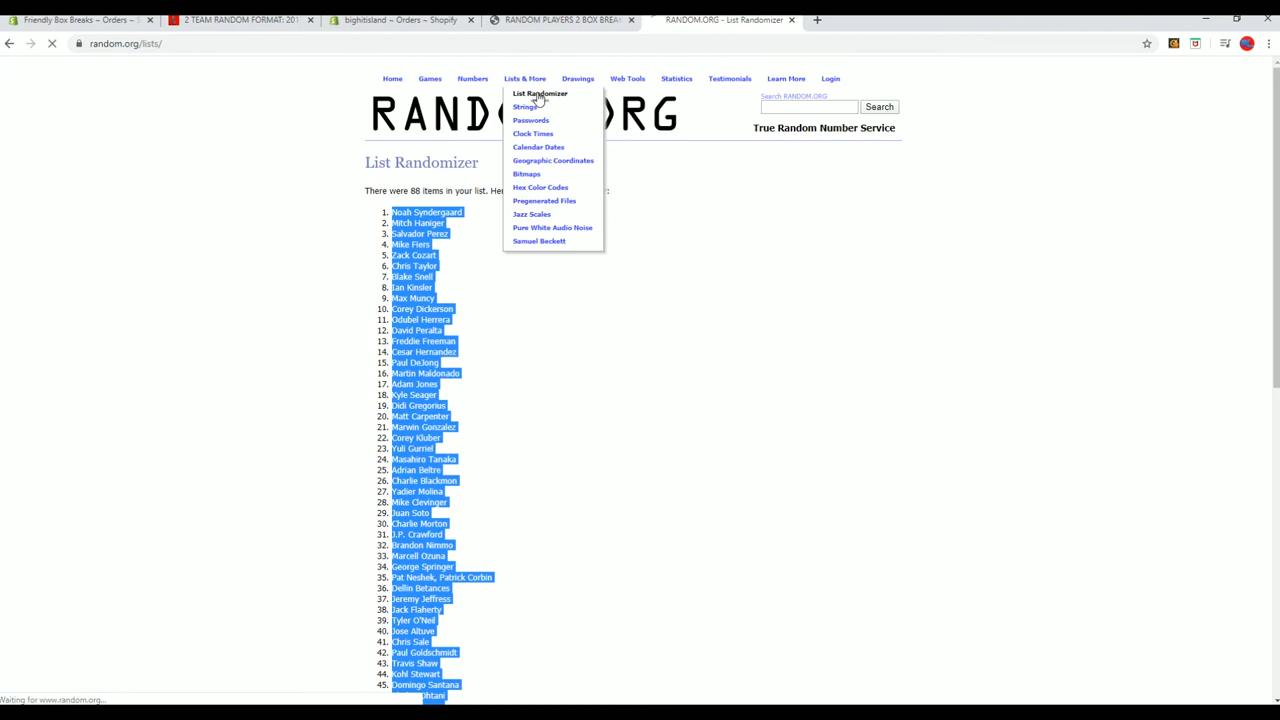 Friendly Box Breaks ~ Orders ~ S
2 TEAM RANDOM FORMAT: 201
bighitisland ~ Orders ~ Shopify
RANDOM PLAYERS 2 BOX BREAK
RANDOM.ORG - List Randomizer
random.org/lists/
Home Games Numbers Lists & More Drawings Web Tools Statistics Testimonials Learn More Login
List Randomizer
Strings
Passwords
Clock Times
Calendar Dates
Geographic Coordinates
Bitmaps
Hex Color Codes
Pregenerated Files
Jazz Scales
Pure White Audio Noise
Samuel Beckett
RAND RG
Search RANDOM.ORG
Search
True Random Number Service
List Randomizer
There were 88 items in your list. Her r:
1. Noah Syndergaard
2. Mitch Haniger
3. Salvador Perez
4. Mike Fiers
5. Zack Cozart
6. Chris Taylor
7. Blake Snell
8. Ian Kinsler
9. Max Muncy
10. Corey Dickerson
11. Odubel Herrera
12. David Peralta
13. Freddie Freeman
14. Cesar Hernandez
15. Paul DeJong
16. Martin Maldonado
17. Adam Jones
18. Kyle Seager
19. Didi Gregorius
20. Matt Carpenter
21. Marwin Gonzalez
22. Corey Kluber
23. Yuli Gurriel
24. Masahiro Tanaka
25. Adrian Beltre
26. Charlie Blackmon
27. Yadier Molina
28. Mike Clevinger
29. Juan Soto
30. Charlie Morton
31. J.P. Crawford
32. Brandon Nimmo
33. Marcell Ozuna
34. George Springer
35. Pat Neshek, Patrick Corbin
36. Dellin Betances
37. Jeremy Jeffress
38. Jack Flaherty
39. Tyler O'Neil
40. Jose Altuve
41. Chris Sale
42. Paul Goldschmidt
43. Travis Shaw
44. Kohl Stewart
45. Domingo Santana
Ohtani
Waiting for www.random.org...